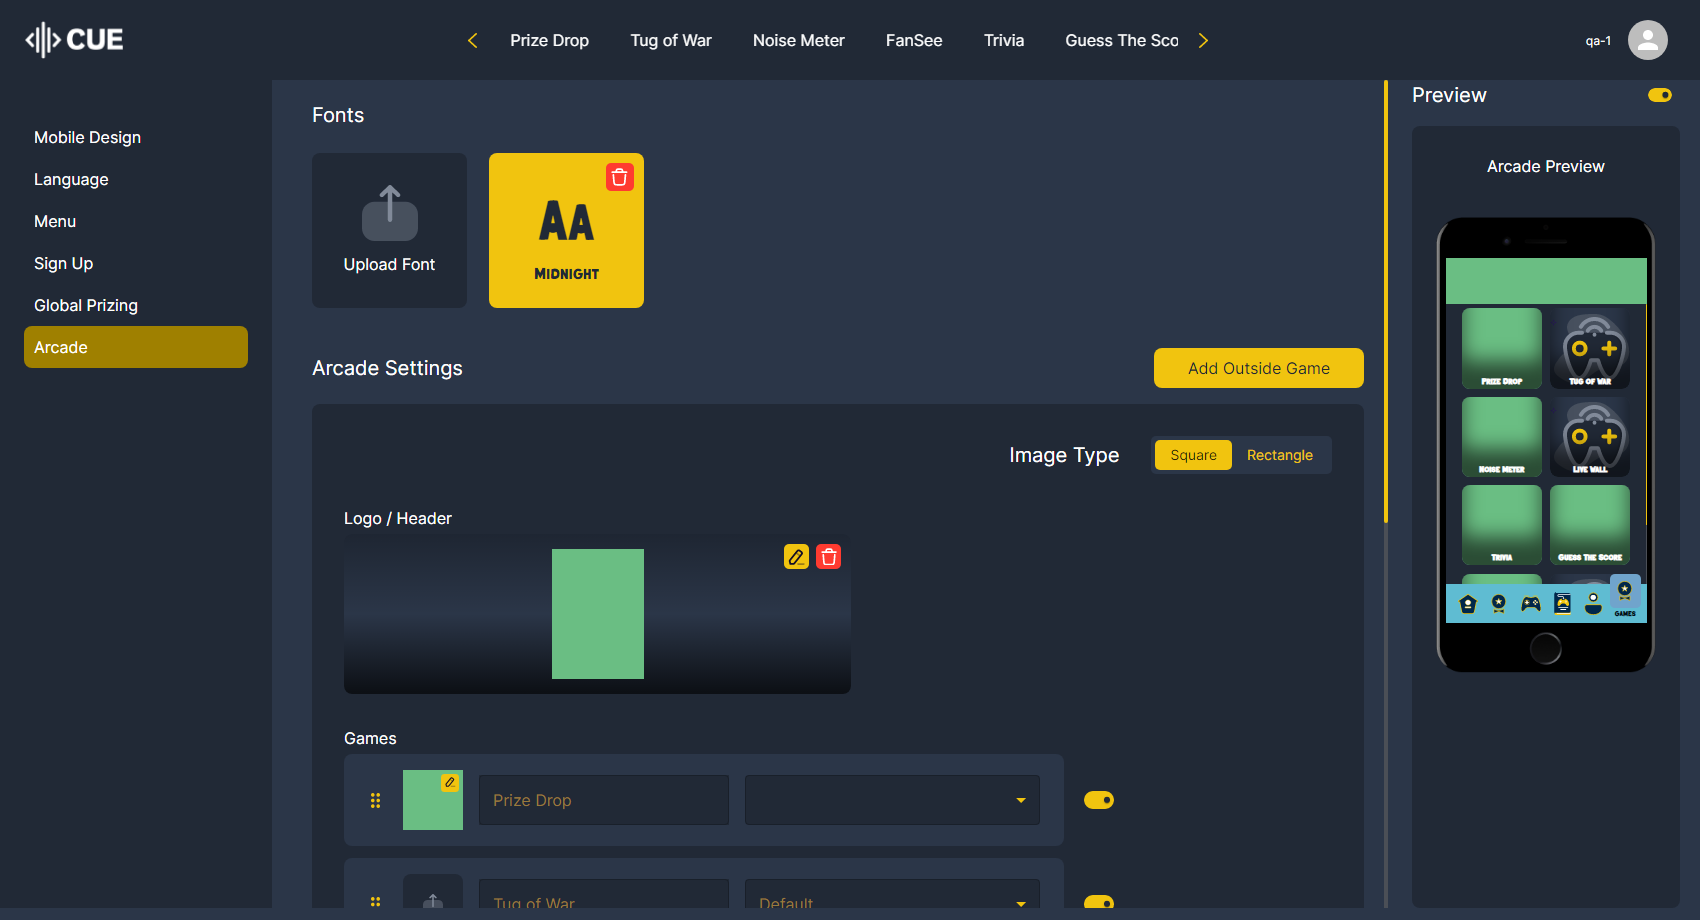 CUE
Prize Drop
Tug of War
Noise Meter
FanSee
Trivia
Guess The Sco
qa-1
Mobile Design
Language
Menu
Sign Up
Global Prizing
Arcade
Fonts
Upload Font
AA
MIDNIGHT
Arcade Settings
Add Outside Game
Image Type
Square
Rectangle
Logo / Header
Games
Prize Drop
Tug of War
Default
Preview
Arcade Preview
PRIZE DROP
TUG OF WAR
NOISE METER
LIVE WALL
TRIVIA
GUESS THE SCORE
GAMES